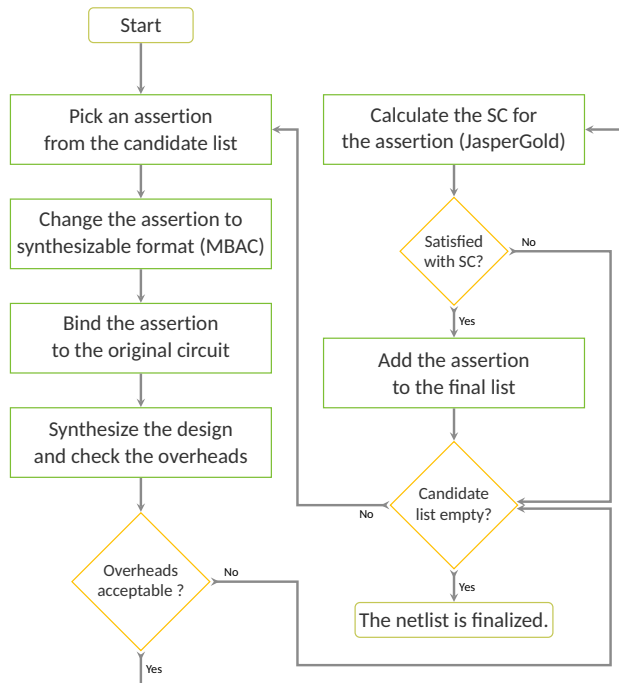 Start
Pick an assertion
from the candidate list
Change the assertion to
synthesizable format (MBAC)
Bind the assertion
to the original circuit
Synthesize the design
and check the overheads
Overheads
acceptable ?
No
Yes
Calculate the SC for
the assertion (JasperGold)
Satisfied
with SC?
No
Yes
Add the assertion
to the final list
Candidate
list empty?
No
Yes
The netlist is finalized.